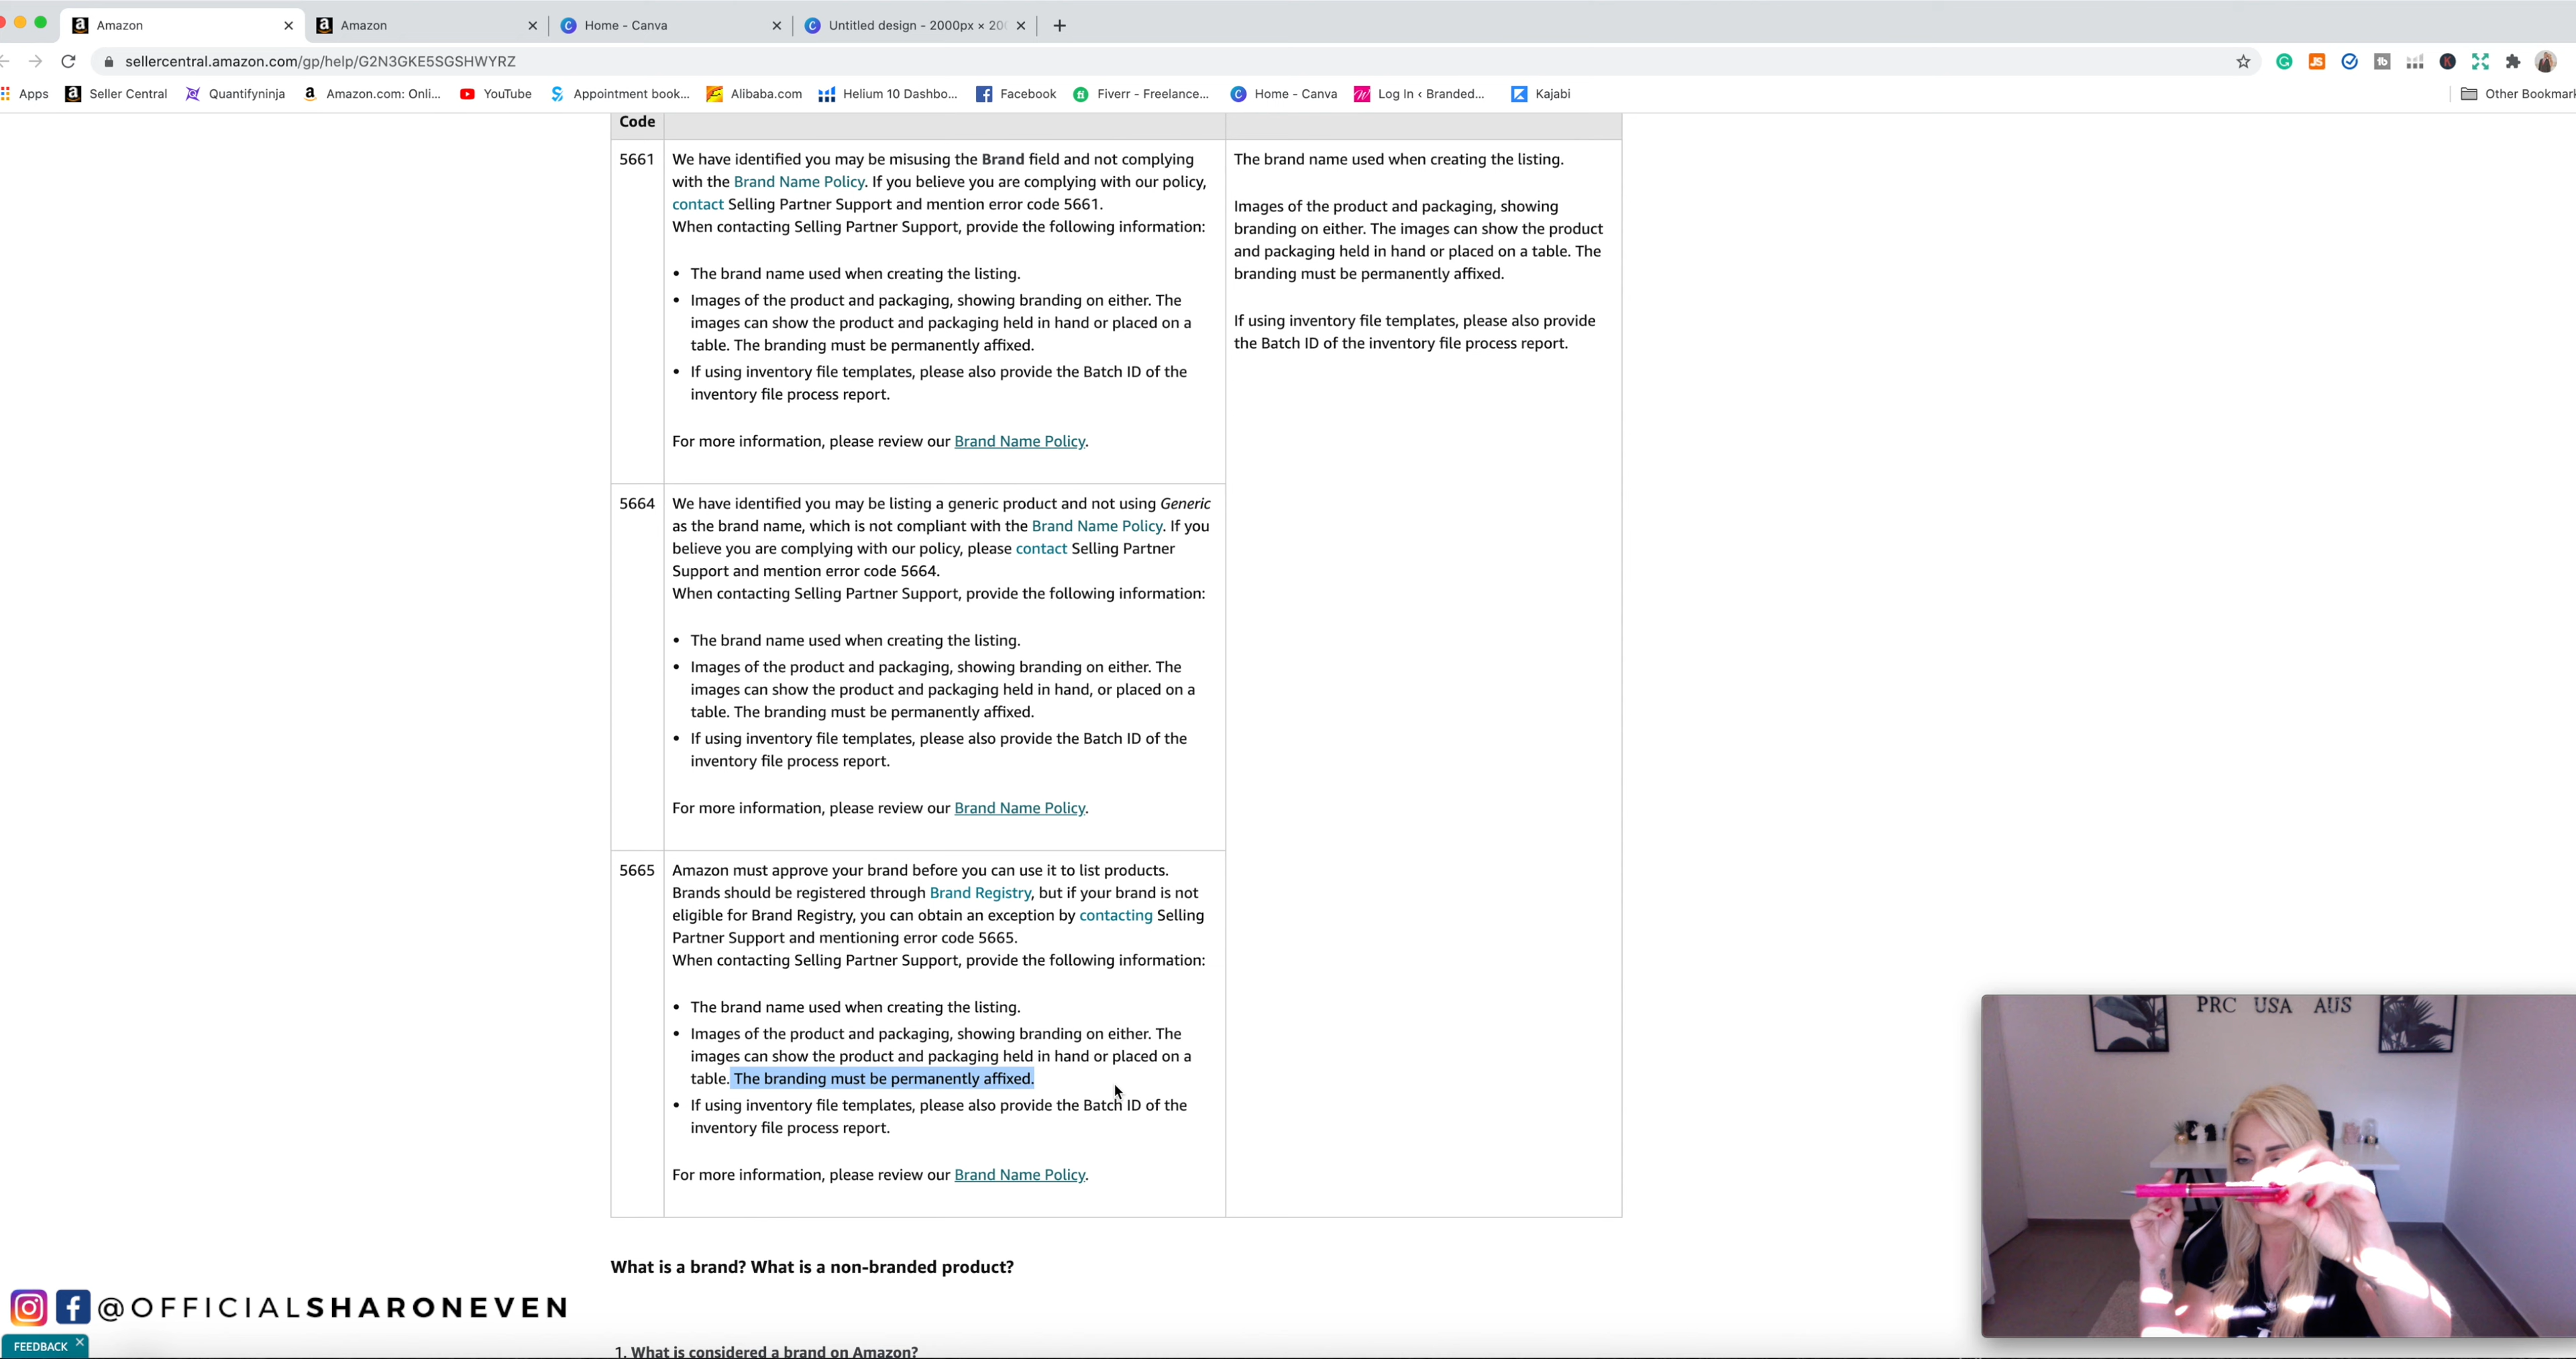 Amazon
Amazon
Home - Canva
Untitled design - 2000px × 20
sellercentral.amazon.com/gp/help/G2N3GKE5SGSHWYRZ
Apps
Seller Central
Quantifyninja
Amazon.com: Onli...
YouTube
Appointment book...
Alibaba.com
Helium 10 Dashbo...
Facebook
Fiverr - Freelance...
Home - Canva
Log In ‹ Branded...
Kajabi
Other Bookmar
Code
5661
We have identified you may be misusing the Brand field and not complying
with the Brand Name Policy. If you believe you are complying with our policy,
contact Selling Partner Support and mention error code 5661.
When contacting Selling Partner Support, provide the following information:
• The brand name used when creating the listing.
• Images of the product and packaging, showing branding on either. The
images can show the product and packaging held in hand or placed on a
table. The branding must be permanently affixed.
• If using inventory file templates, please also provide the Batch ID of the
inventory file process report.
For more information, please review our Brand Name Policy.
The brand name used when creating the listing.
Images of the product and packaging, showing
branding on either. The images can show the product
and packaging held in hand or placed on a table. The
branding must be permanently affixed.
If using inventory file templates, please also provide
the Batch ID of the inventory file process report.
5664
We have identified you may be listing a generic product and not using Generic
as the brand name, which is not compliant with the Brand Name Policy. If you
believe you are complying with our policy, please contact Selling Partner
Support and mention error code 5664.
When contacting Selling Partner Support, provide the following information:
• The brand name used when creating the listing.
• Images of the product and packaging, showing branding on either. The
images can show the product and packaging held in hand, or placed on a
table. The branding must be permanently affixed.
• If using inventory file templates, please also provide the Batch ID of the
inventory file process report.
For more information, please review our Brand Name Policy.
5665
Amazon must approve your brand before you can use it to list products.
Brands should be registered through Brand Registry, but if your brand is not
eligible for Brand Registry, you can obtain an exception by contacting Selling
Partner Support and mentioning error code 5665.
When contacting Selling Partner Support, provide the following information:
• The brand name used when creating the listing.
• Images of the product and packaging, showing branding on either. The
images can show the product and packaging held in hand or placed on a
table. The branding must be permanently affixed.
• If using inventory file templates, please also provide the Batch ID of the
inventory file process report.
For more information, please review our Brand Name Policy.
PRC USA AUS
What is a brand? What is a non-branded product?
@OFFICIALSHARONEVEN
FEEDBACK
1. What is considered a brand on Amazon?